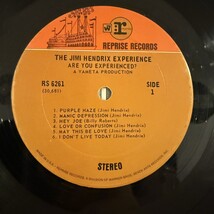 W R
REPRISE RECORDS
THE JIMI HENDRIX EXPERIENCE
ARE YOU EXPERIENCED?
A YAMETA PRODUCTION
RS 6261
(30,691)
SIDE
1
1. PURPLE HAZE (Jimi Hendrix)
2. MANIC DEPRESSION (Jimi Hendrix)
3. HEY JOE (Billy Roberts)
4. LOVE OR CONFUSION (Jimi Hendrix)
5. MAY THIS BE LOVE (Jimi Hendrix)
6. I DON'T LIVE TODAY (Jimi Hendrix)
STEREO